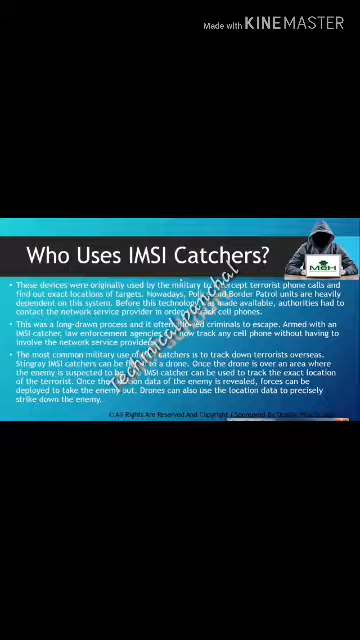 Made with KINEMASTER
Who Uses IMSI Catchers?
MGH
These devices were originally used by the military to intercept terrorist phone calls and
find out exact locations of targets. Nowadays, Police and Border Patrol units are heavily
dependent on this system. Before this technology was made available, authorities had to
contact the network service provider in order to cell phones.
This was a long-drawn process and it often allowed criminals to escape. Armed with an
IMSI catcher, law enforcement agencies can now track any cell phone without having to
involve the network service provider.
The most common military use of catchers is to track down terrorists overseas.
Stingray IMSI catchers can be fitted to a drone. Once the drone is over an area where
the enemy is suspected to be, the IMSI catcher can be used to track the exact location
of the terrorist. Once the location data of the enemy is revealed, forces can be
deployed to take the enemy out. Drones can also use the location data to precisely
strike down the enemy.
© All Rights Are Reserved And Copyright | Sponsored By